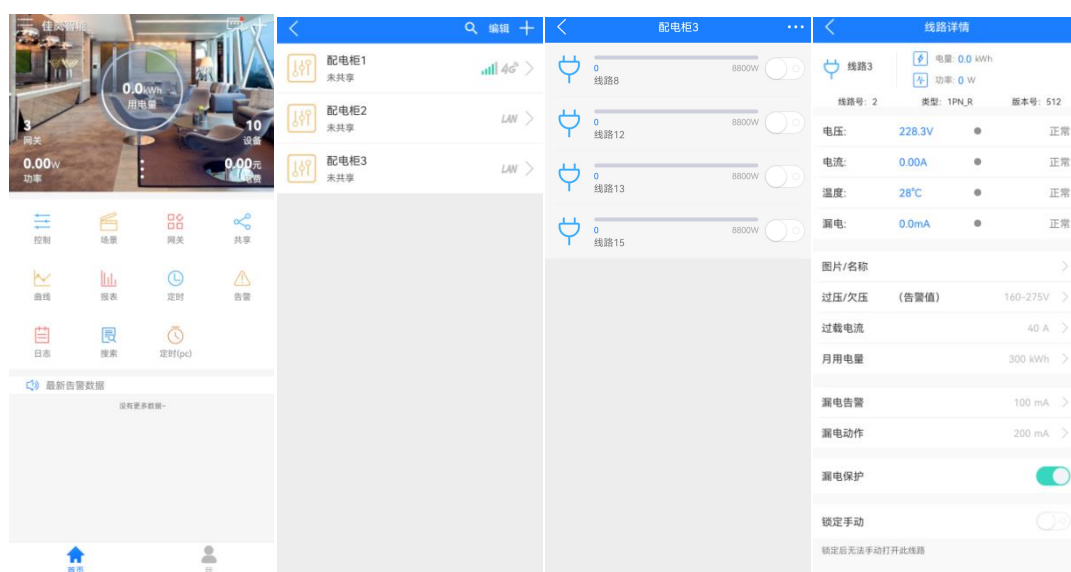 佳岚智能
0.0kWh
用电量
3
网关
10
设备
0.00W
功率
0.00元
电费
控制
场景
网关
共享
曲线
报表
定时
告警
日志
搜索
定时(pc)
最新告警数据
没有更多数据~
首页
编辑
配电柜1
未共享
4G
配电柜2
未共享
LAN
配电柜3
未共享
LAN
配电柜3
0
8800W
线路8
0
8800W
线路12
0
8800W
线路13
0
8800W
线路15
线路详情
线路3
电量: 0.0 kWh
功率: 0 W
线路号: 2 类型: 1PN_R 版本号: 512
电压: 228.3V 正常
电流: 0.00A 正常
温度: 28℃ 正常
漏电: 0.0mA 正常
图片/名称
过压/欠压 (告警值) 160-275V
过载电流 40 A
月用电量 300 kWh
漏电告警 100 mA
漏电动作 200 mA
漏电保护
锁定手动
锁定后无法手动打开此线路